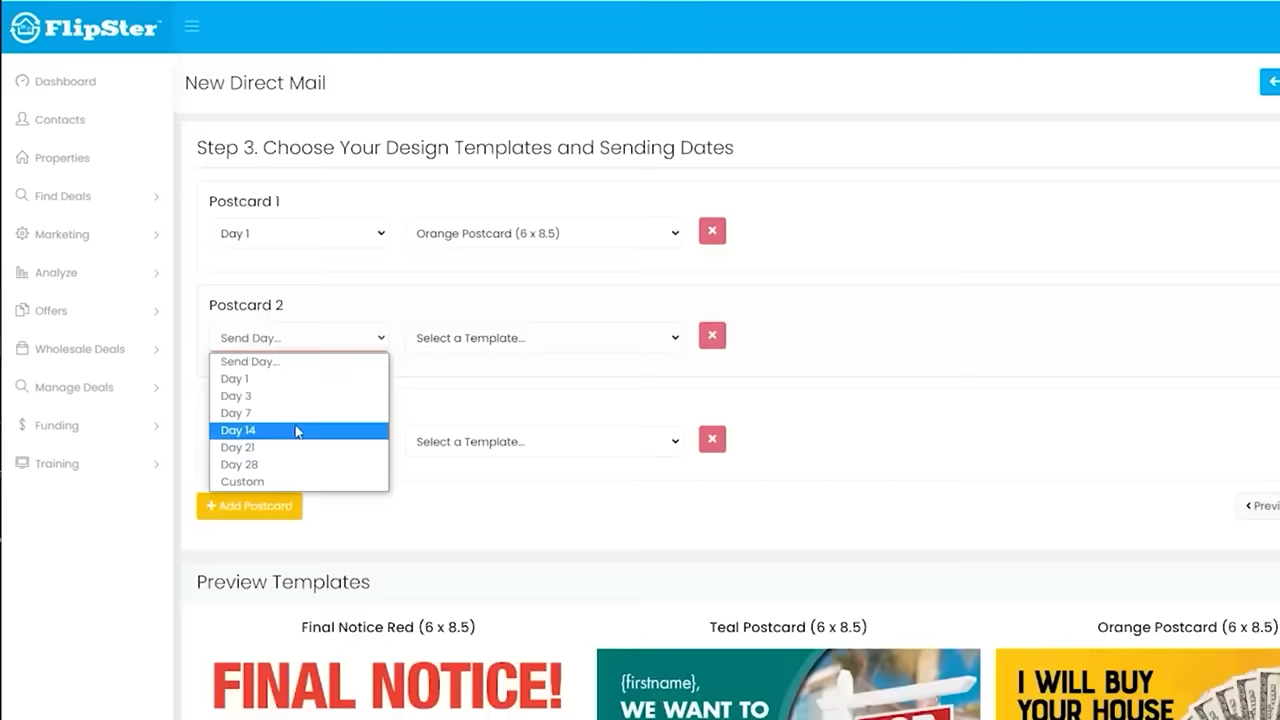 FlipSter™
Dashboard
New Direct Mail
Contacts
Step 3. Choose Your Design Templates and Sending Dates
Properties
Find Deals
Postcard 1
Marketing
Day 1
Orange Postcard (6 x 8.5)
Analyze
Offers
Postcard 2
Wholesale Deals
Send Day...
Select a Template...
Manage Deals
Send Day...
Day 1
Day 3
Day 7
Funding
Day 14
Select a Template...
Day 21
Training
Day 28
Custom
+ Add Postcard
Previ
Preview Templates
Final Notice Red (6 x 8.5)
Teal Postcard (6 x 8.5)
Orange Postcard (6 x 8.5)
FINAL NOTICE!
{firstname},
WE WANT TO
I WILL BUY
YOUR HOUSE